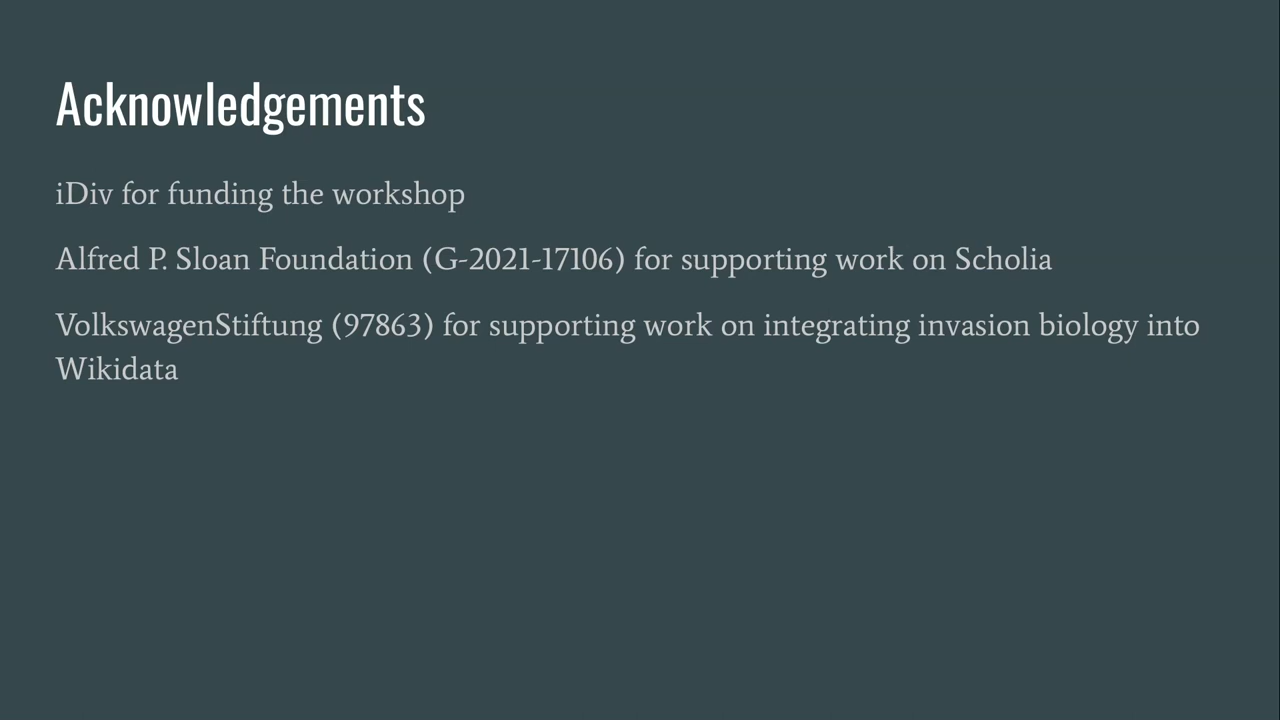 Acknowledgements
iDiv for funding the workshop
Alfred P. Sloan Foundation (G-2021-17106) for supporting work on Scholia
VolkswagenStiftung (97863) for supporting work on integrating invasion biology into
Wikidata